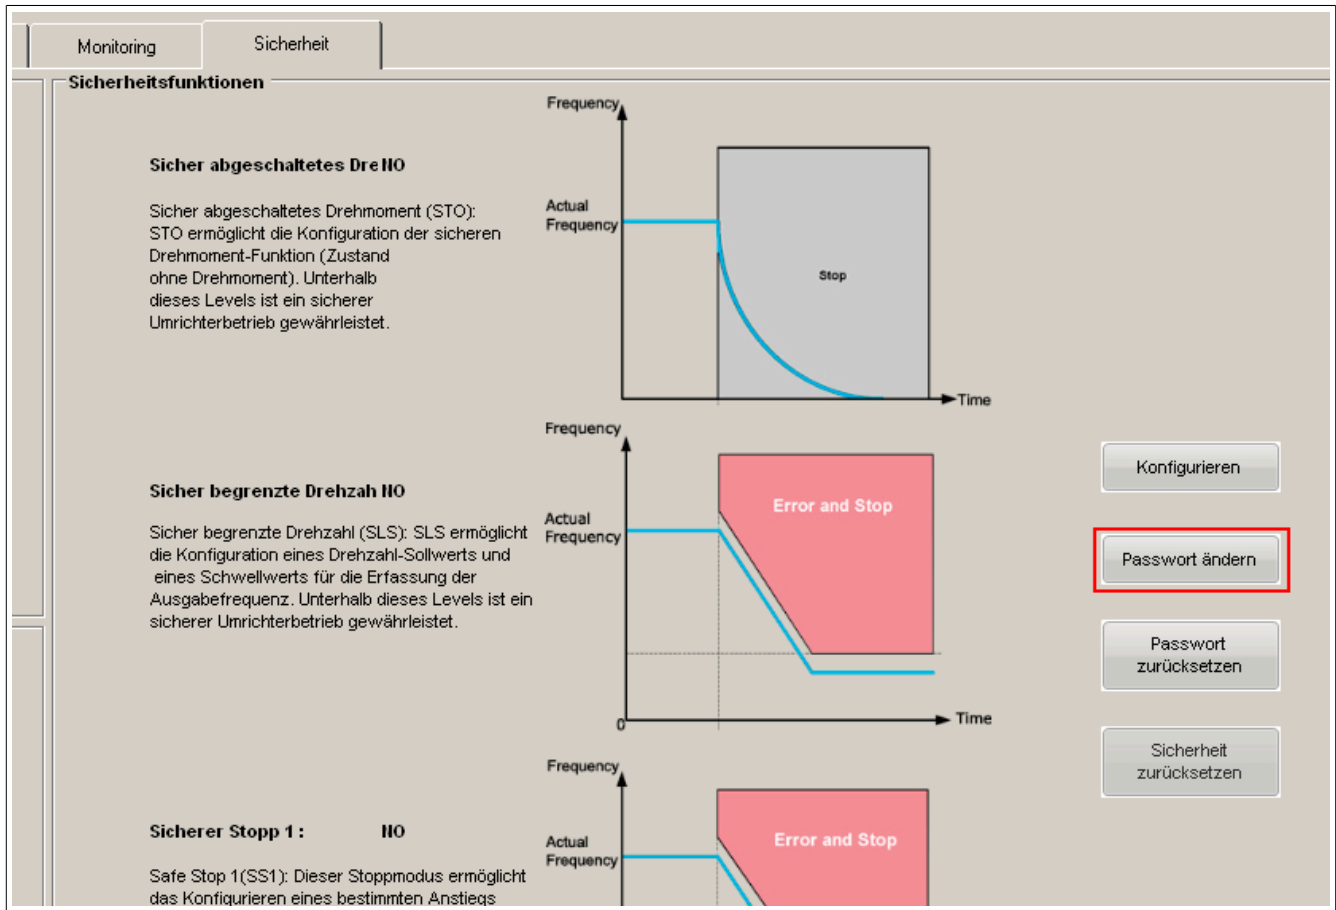 Monitoring
Sicherheit
Sicherheitsfunktionen
Sicher abgeschaltetes Dre NO
Sicher abgeschaltetes Drehmoment (STO):
STO ermöglicht die Konfiguration der sicheren
Drehmoment-Funktion (Zustand
ohne Drehmoment). Unterhalb
dieses Levels ist ein sicherer
Umrichterbetrieb gewährleistet.
Frequency
Actual
Frequency
Stop
Time
Sicher begrenzte Drehzah NO
Sicher begrenzte Drehzahl (SLS): SLS ermöglicht
die Konfiguration eines Drehzahl-Sollwerts und
eines Schwellwerts für die Erfassung der
Ausgabefrequenz. Unterhalb dieses Levels ist ein
sicherer Umrichterbetrieb gewährleistet.
Frequency
Actual
Frequency
Error and Stop
0
Time
Sicherer Stopp 1 : NO
Safe Stop 1(SS1): Dieser Stoppmodus ermöglicht
das Konfigurieren eines bestimmten Anstiegs
Frequency
Actual
Frequency
Error and Stop
Konfigurieren
Passwort ändern
Passwort
zurücksetzen
Sicherheit
zurücksetzen